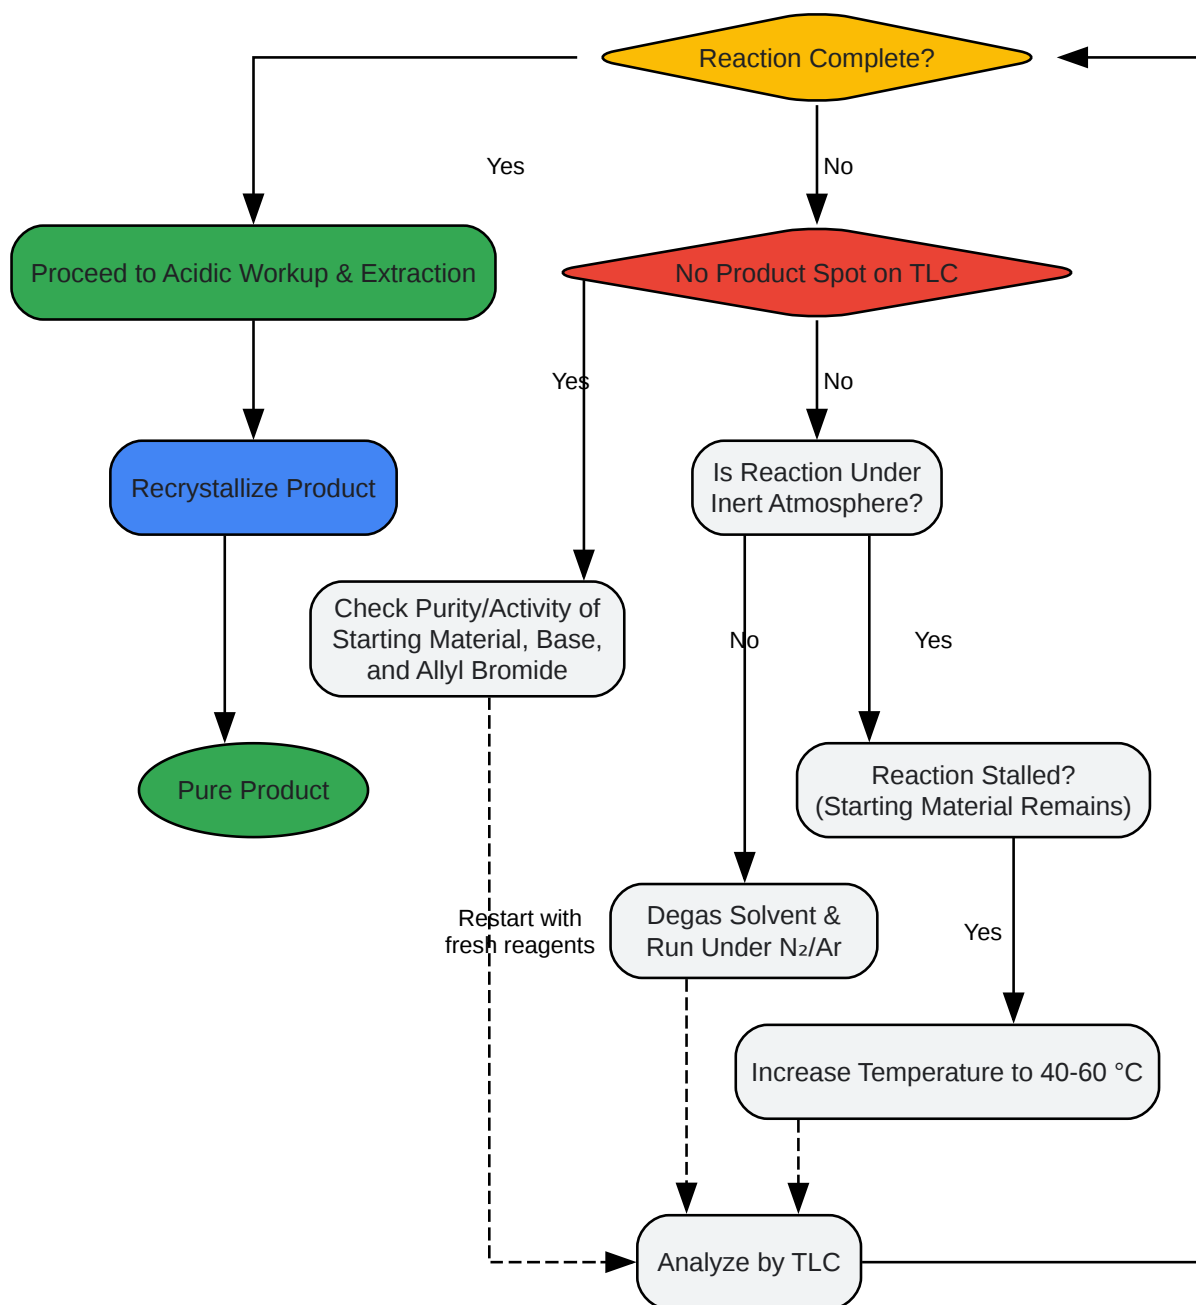 Reaction Complete?
Yes
No
Proceed to Acidic Workup & Extraction
No Product Spot on TLC
Yes
No
Recrystallize Product
Is Reaction Under
Inert Atmosphere?
Check Purity/Activity of
Starting Material, Base,
and Allyl Bromide
No
Yes
Pure Product
Reaction Stalled?
(Starting Material Remains)
Restart with
fresh reagents
Degas Solvent &
Run Under N₂/Ar
Yes
Increase Temperature to 40-60 °C
Analyze by TLC